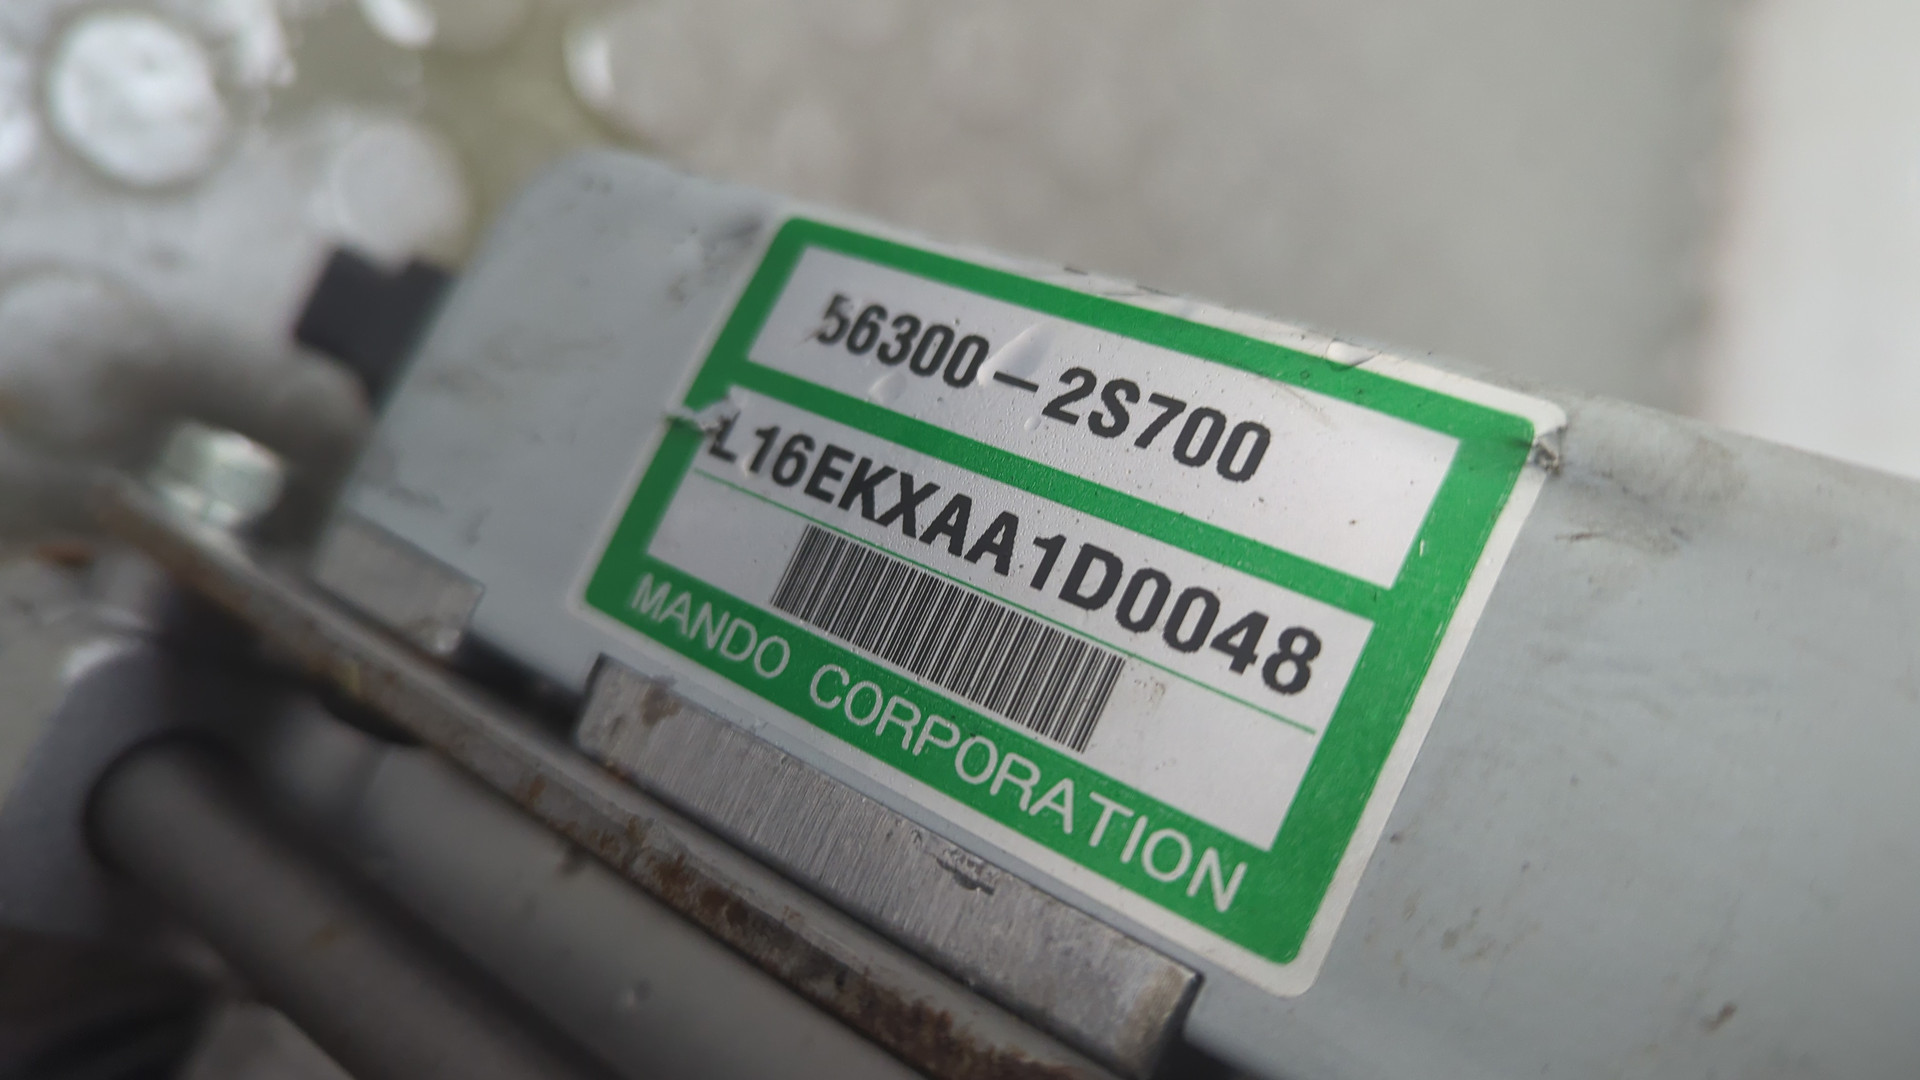 56300-2S700
L16EKXAA1D0048
MANDO CORPORATION